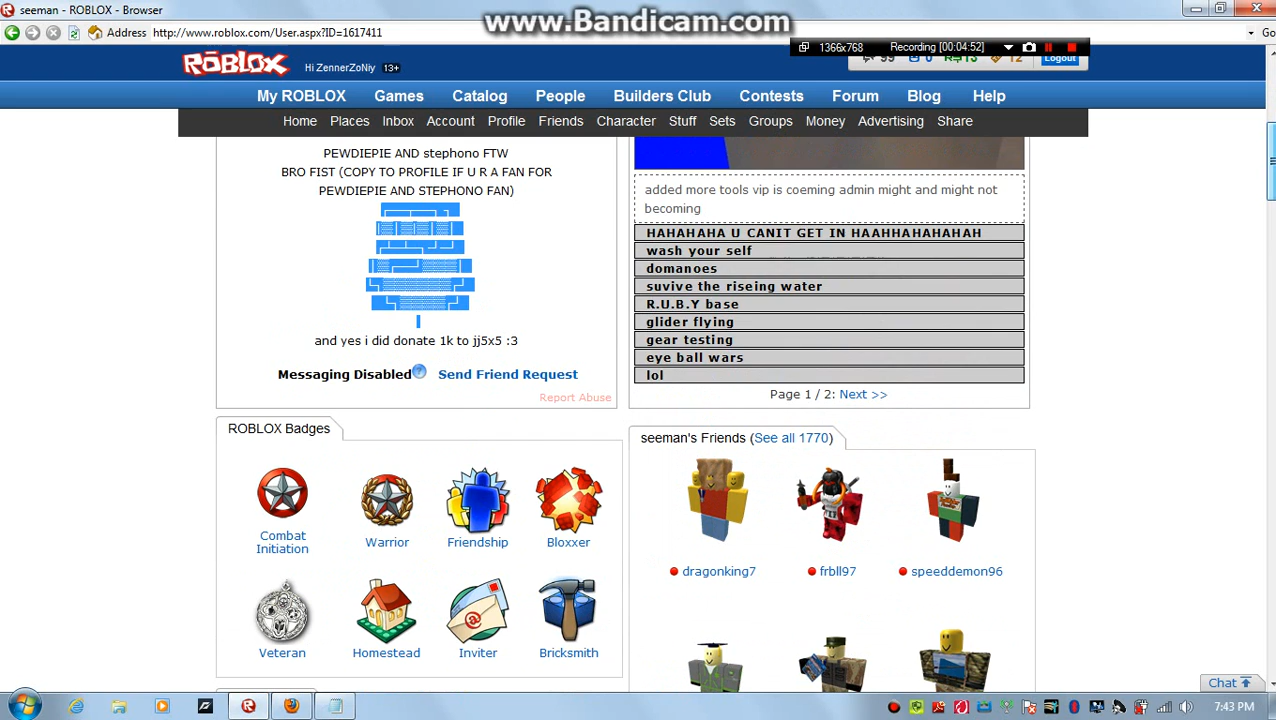 seeman - ROBLOX - Browser
www.Bandicam.com
Address http://www.roblox.com/User.aspx?ID=1617411
Go
1366x768 Recording [00:04:52]
ROBLOX Hi ZennerZoNiy 13+
99 0 R$13 12 Logout
My ROBLOX Games Catalog People Builders Club Contests Forum Blog Help
Home Places Inbox Account Profile Friends Character Stuff Sets Groups Money Advertising Share
PEWDIEPIE AND stephono FTW
BRO FIST (COPY TO PROFILE IF U R A FAN FOR
PEWDIEPIE AND STEPHONO FAN)
and yes i did donate 1k to jj5x5 :3
Messaging Disabled Send Friend Request
Report Abuse
added more tools vip is coeming admin might and might not
becoming
HAHAHAHA U CANIT GET IN HAAHHAHAHAHAH
wash your self
domanoes
suvive the riseing water
R.U.B.Y base
glider flying
gear testing
eye ball wars
lol
Page 1 / 2: Next >>
ROBLOX Badges
Combat
Initiation
Warrior
Friendship
Bloxxer
Veteran
Homestead
Inviter
Bricksmith
seeman's Friends (See all 1770)
dragonking7
frbll97
speeddemon96
Chat
7:43 PM